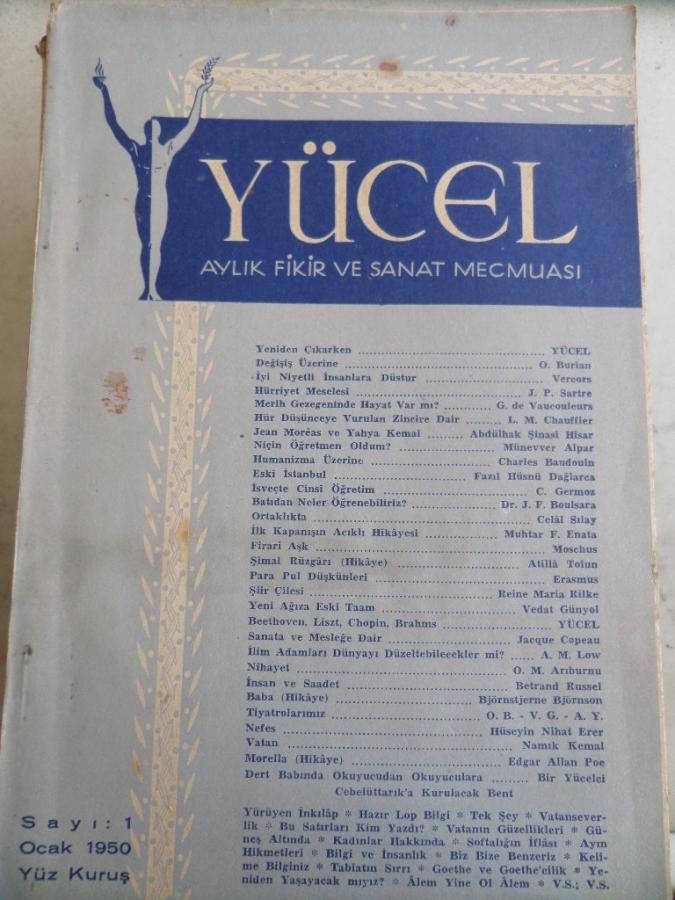 YÜCEL
AYLIK FİKİR VE SANAT MECMUASI
Yeniden Çıkarken ........ YÜCEL
Değişiş Üzerine ........ O. Burian
İyi Niyetli İnsanlara Düstur ........ Vercors
Hürriyet Meselesi ........ J. P. Sartre
Merih Gezegeninde Hayat Var mı? ........ G. de Vaucouleurs
Hür Düşünceye Vurulan Zincire Dair ........ L. M. Chauffier
Jean Morêas ve Yahya Kemal ........ Abdülhak Şinasi Hisar
Niçin Öğretmen Oldum? ........ Münevver Alpar
Humanizma Üzerine ........ Charles Baudouin
Eski İstanbul ........ Fazıl Hüsnü Dağlarca
İsveçte Cinsî Öğretim ........ C. Germoz
Batıdan Neler Öğrenebiliriz? ........ Dr. J. F. Boulsara
Ortaklıkta ........ Celâl Sılay
İlk Kapanışın Acıklı Hikâyesi ........ Muhtar F. Enata
Firari Aşk ........ Moschus
Şimal Rüzgârı (Hikâye) ........ Atillâ Tolun
Para Pul Düşkünleri ........ Erasmus
Şiir Çilesi ........ Reine Maria Rilke
Yeni Ağıza Eski Taam ........ Vedat Günyol
Beethoven, Liszt, Chopin, Brahms ........ YÜCEL
Sanata ve Mesleğe Dair ........ Jacque Copeau
İlim Adamları Dünyayı Düzeltebilecekler mi? ...... A. M. Low
Nihayet ........ O. M. Arıburnu
İnsan ve Saadet ........ Betrand Russel
Baba (Hikâye) ........ Björnstjerne Björnson
Tiyatrolarımız ........ O. B. - V. G. - A. Y.
Nefes ........ Hüseyin Nihat Erer
Vatan ........ Namık Kemal
Morella (Hikâye) ........ Edgar Allan Poe
Dert Babında Okuyucudan Okuyuculara ........ Bir Yücelci
Cebelüttarık'a Kurulacak Bent
Yürüyen İnkılâp * Hazır Lop Bilgi * Tek Şey * Vatansever-
lik * Bu Satırları Kim Yazdı? * Vatanın Güzellikleri * Gü-
neş Altında * Kadınlar Hakkında * Softalığın İflâsı * Ayın
Hikmetleri * Bilgi ve İnsanlık * Biz Bize Benzeriz * Keli-
me Bilginiz * Tabiatın Sırrı * Goethe ve Goethe'cilik * Ye-
niden Yaşayacak mıyız? * Âlem Yine Ol Âlem * V.S.; V.S.
Sayı: 1
Ocak 1950
Yüz Kuruş